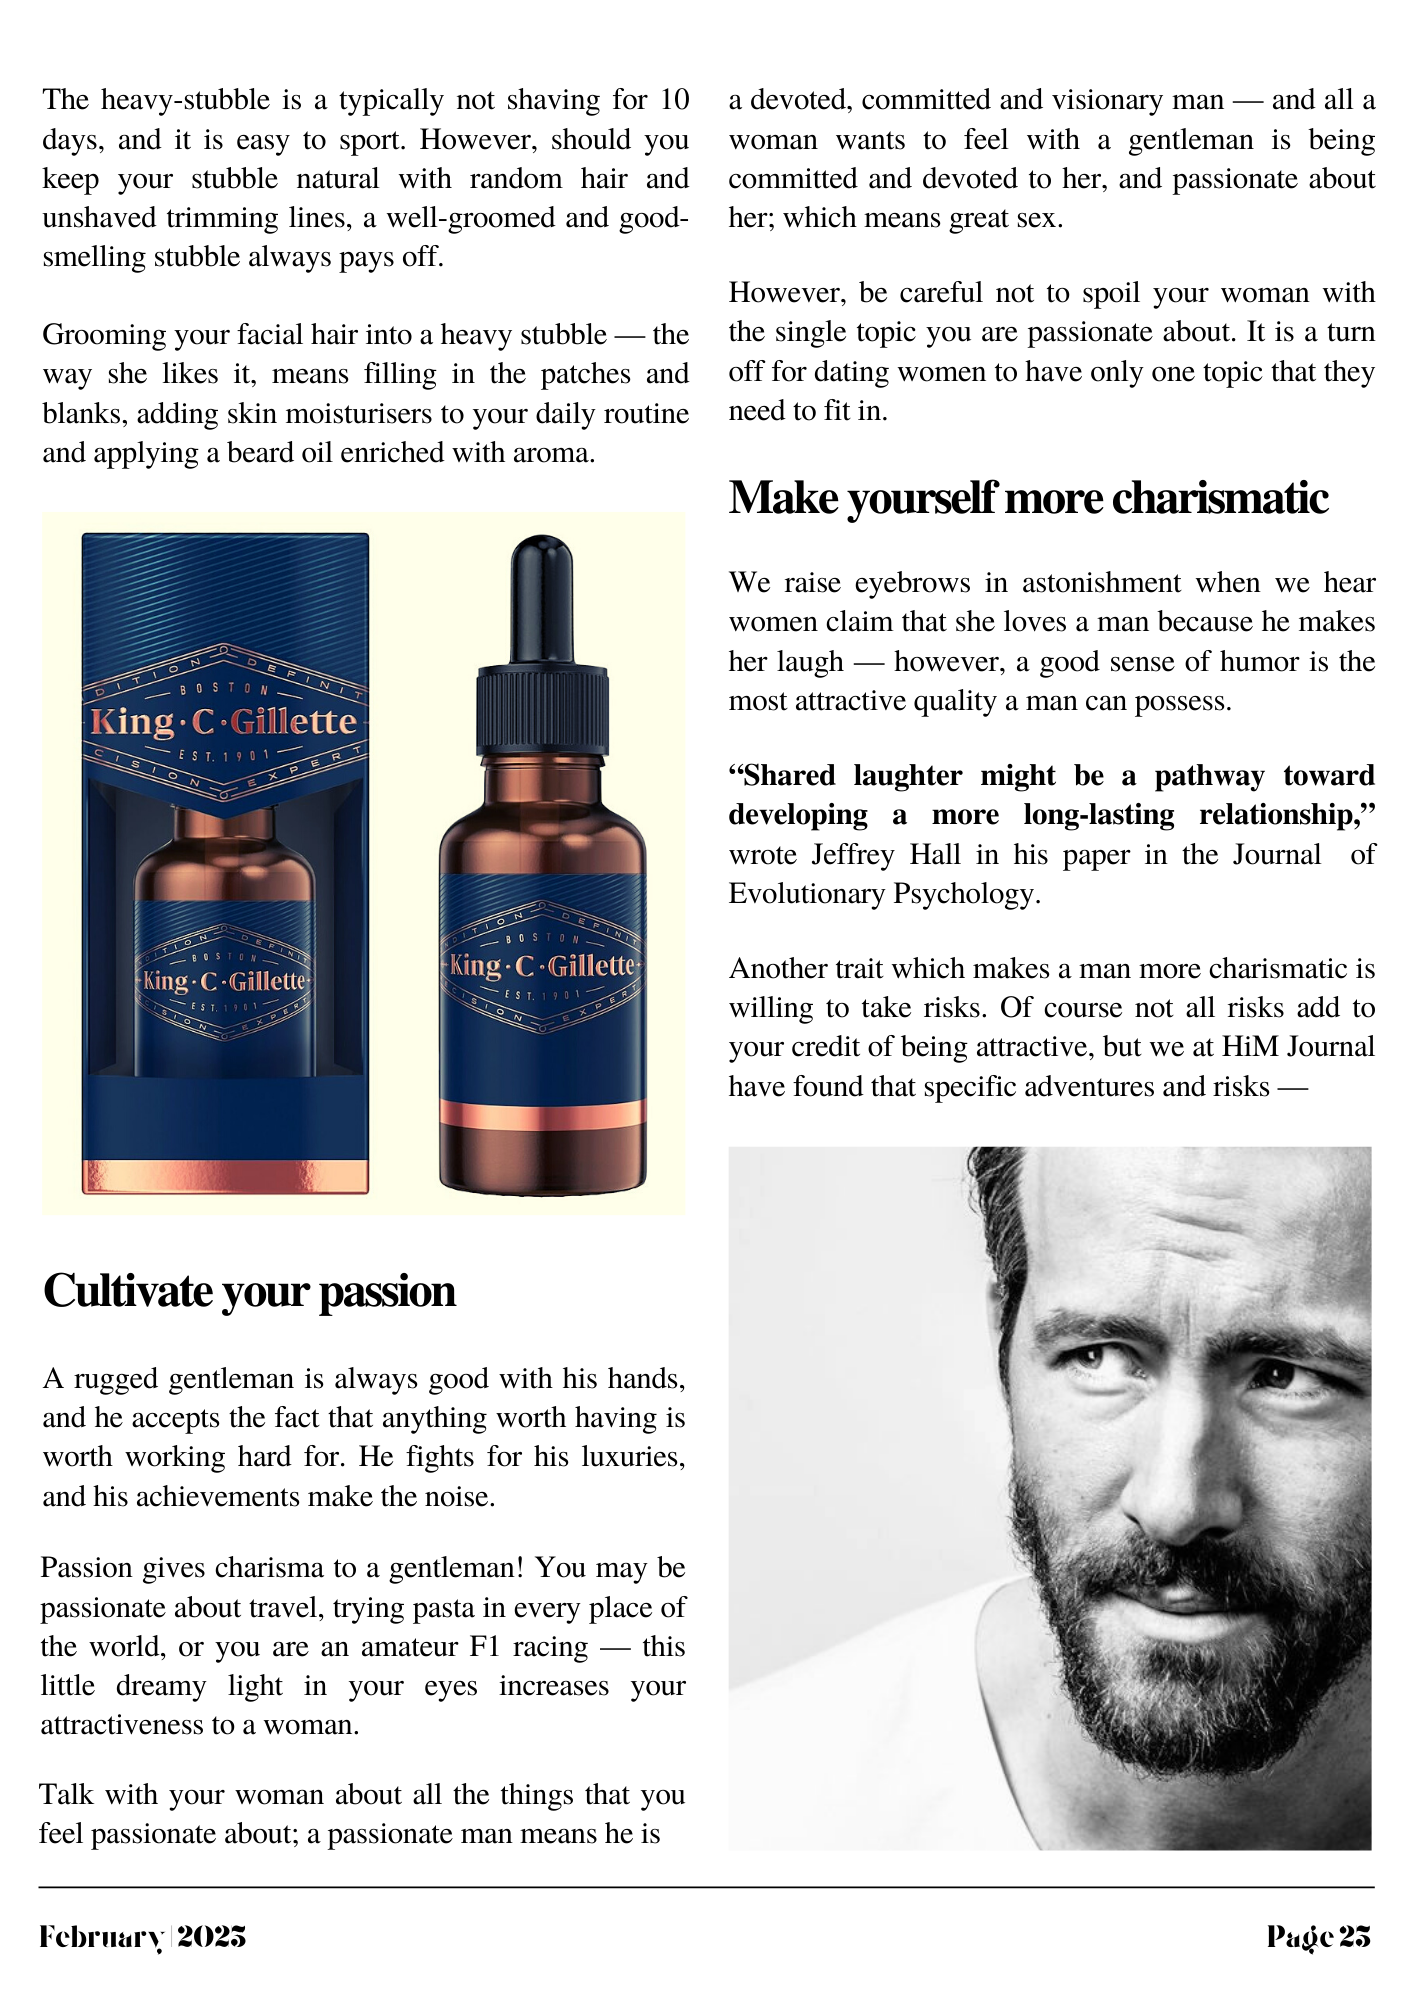 The heavy-stubble is a typically not shaving for 10
days, and it is easy to sport. However, should you
keep your stubble natural with random hair and
unshaved trimming lines, a well-groomed and good-
smelling stubble always pays off.
Grooming your facial hair into a heavy stubble — the
way she likes it, means filling in the patches and
blanks, adding skin moisturisers to your daily routine
and applying a beard oil enriched with aroma.
DITION DEFINIT
BOSTON
King·C·Gillette
EST.1901
CISION EXPERT
DITION DEFINIT
BOSTON
King·C·Gillette
EST.1901
CISION EXPERT
DITION DEFINIT
BOSTON
King·C·Gillette
EST.1901
CISION EXPERT
Cultivate your passion
A rugged gentleman is always good with his hands,
and he accepts the fact that anything worth having is
worth working hard for. He fights for his luxuries,
and his achievements make the noise.
Passion gives charisma to a gentleman! You may be
passionate about travel, trying pasta in every place of
the world, or you are an amateur F1 racing — this
little dreamy light in your eyes increases your
attractiveness to a woman.
Talk with your woman about all the things that you
feel passionate about; a passionate man means he is
a devoted, committed and visionary man — and all a
woman wants to feel with a gentleman is being
committed and devoted to her, and passionate about
her; which means great sex.
However, be careful not to spoil your woman with
the single topic you are passionate about. It is a turn
off for dating women to have only one topic that they
need to fit in.
Make yourself more charismatic
We raise eyebrows in astonishment when we hear
women claim that she loves a man because he makes
her laugh — however, a good sense of humor is the
most attractive quality a man can possess.
“Shared laughter might be a pathway toward
developing a more long-lasting relationship,”
wrote Jeffrey Hall in his paper in the Journal of
Evolutionary Psychology.
Another trait which makes a man more charismatic is
willing to take risks. Of course not all risks add to
your credit of being attractive, but we at HiM Journal
have found that specific adventures and risks —
February | 2023
Page 23